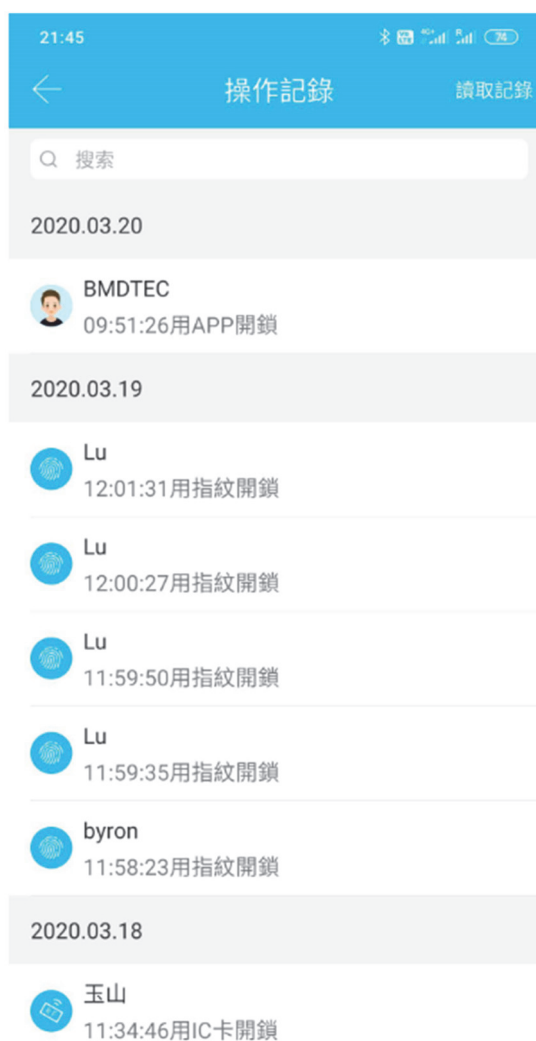 21:45
74
操作記錄
讀取記錄
搜索
2020.03.20
BMDTEC
09:51:26用APP開鎖
2020.03.19
Lu
12:01:31用指紋開鎖
Lu
12:00:27用指紋開鎖
Lu
11:59:50用指紋開鎖
Lu
11:59:35用指紋開鎖
byron
11:58:23用指紋開鎖
2020.03.18
玉山
11:34:46用IC卡開鎖